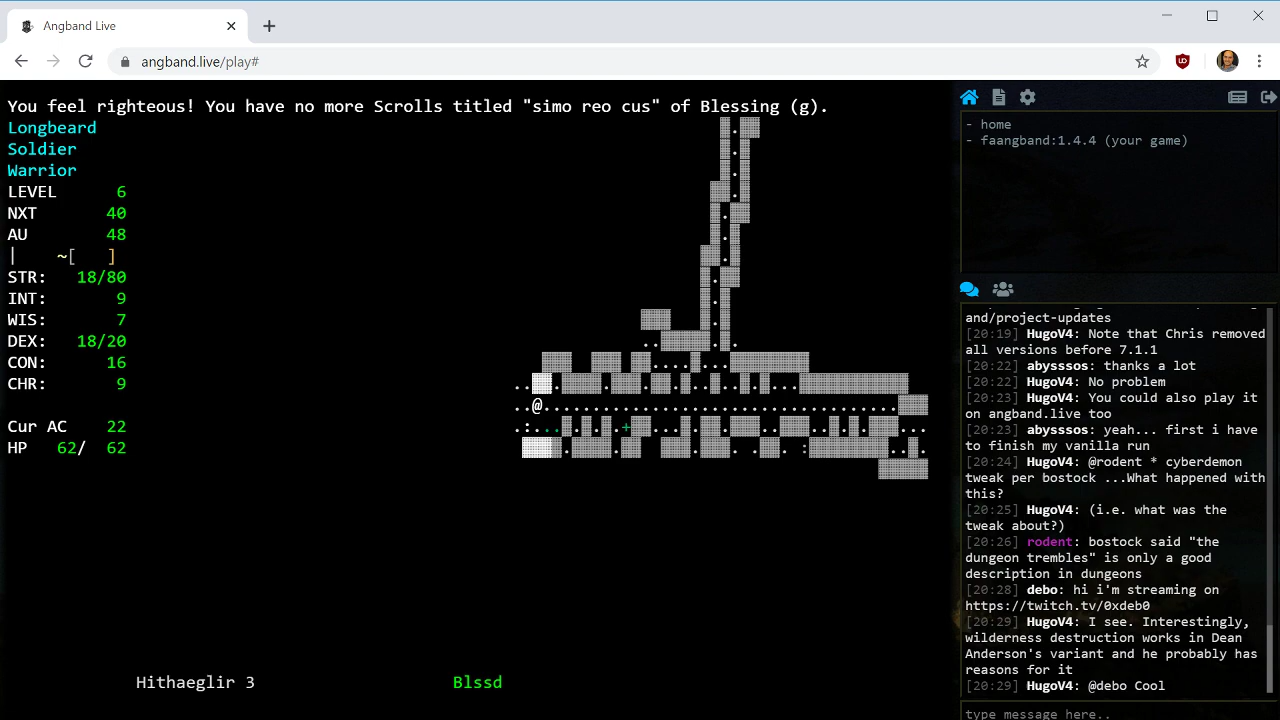 Angband Live
angband.live/play#
You feel righteous! You have no more Scrolls titled "simo reo cus" of Blessing (g).
Longbeard
Soldier
Warrior
LEVEL 6
NXT 40
AU 48
| ~[ ]
STR: 18/80
INT: 9
WIS: 7
DEX: 18/20
CON: 16
CHR: 9
Cur AC 22
HP 62/ 62
@
Hithaeglir 3 Blssd
- home
- faangband:1.4.4 (your game)
and/project-updates
[20:19] HugoV4: Note that Chris removed
all versions before 7.1.1
[20:22] abysssos: thanks a lot
[20:22] HugoV4: No problem
[20:23] HugoV4: You could also play it
on angband.live too
[20:23] abysssos: yeah... first i have
to finish my vanilla run
[20:24] HugoV4: @rodent * cyberdemon
tweak per bostock ...What happened with
this?
[20:25] HugoV4: (i.e. what was the
tweak about?)
[20:26] rodent: bostock said "the
dungeon trembles" is only a good
description in dungeons
[20:28] debo: hi i'm streaming on
https://twitch.tv/0xdeb0
[20:29] HugoV4: I see. Interestingly,
wilderness destruction works in Dean
Anderson's variant and he probably has
reasons for it
[20:29] HugoV4: @debo Cool
type message here..